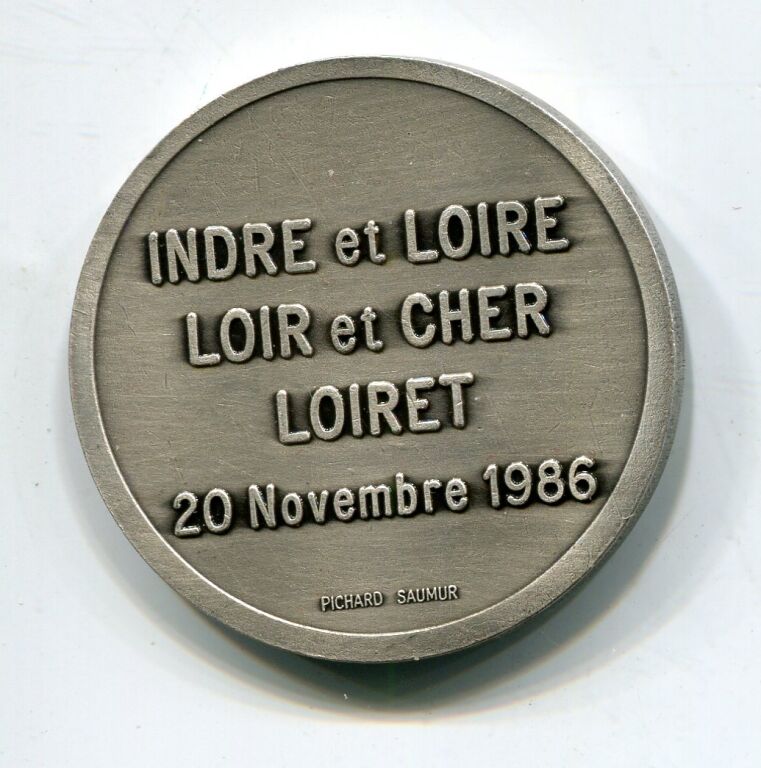 INDRE et LOIRE
LOIR et CHER
LOIRET
20 Novembre 1986
PICHARD SAUMUR